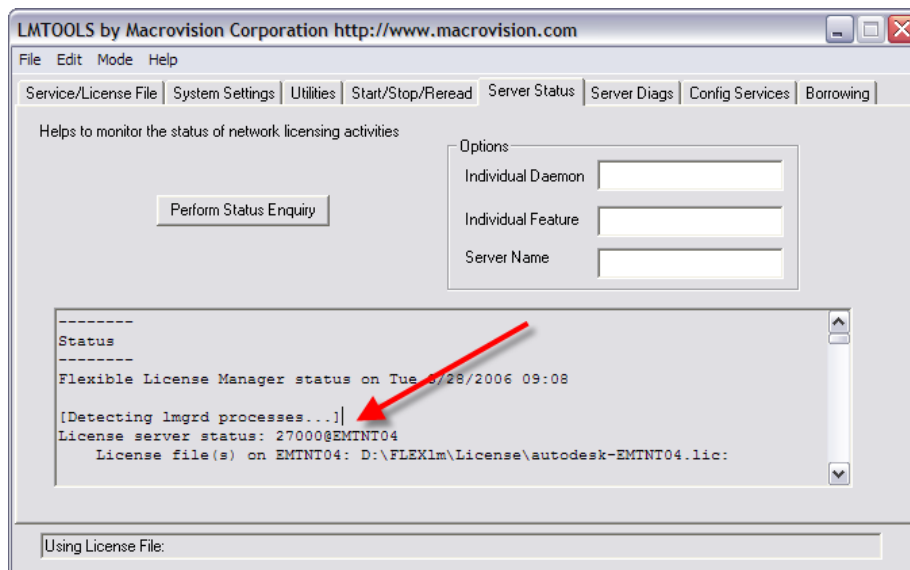 LMTOOLS by Macrovision Corporation http://www.macrovision.com
File Edit Mode Help
Service/License File System Settings Utilities Start/Stop/Reread Server Status Server Diags Config Services Borrowing
Helps to monitor the status of network licensing activities
Options
Individual Daemon
Perform Status Enquiry
Individual Feature
Server Name
--------
Status
--------
Flexible License Manager status on Tue /28/2006 09:08
[Detecting lmgrd processes...]
License server status: 27000@EMTNT04
License file(s) on EMTNT04: D:\FLEXlm\License\autodesk-EMTNT04.lic:
Using License File: